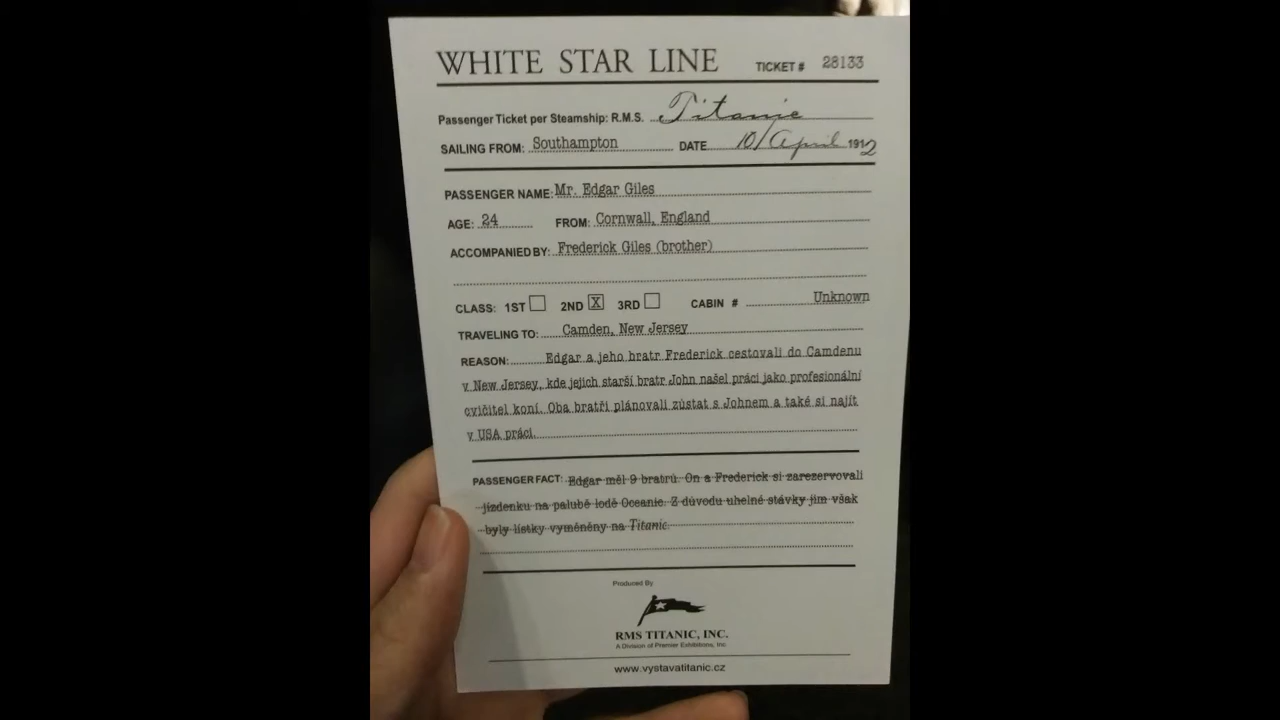 WHITE STAR LINE TICKET # 28133
Passenger Ticket per Steamship: R.M.S. Titanic
SAILING FROM: Southampton DATE 10/April 1912
PASSENGER NAME: Mr. Edgar Giles
AGE: 24 FROM: Cornwall, England
ACCOMPANIED BY: Frederick Giles (brother)
CLASS: 1ST 2ND X 3RD CABIN # Unknown
TRAVELING TO: Camden, New Jersey
REASON: Edgar a jeho bratr Frederick cestovali do Camdenu
v New Jersey, kde jejich starší bratr John našel práci jako profesionální
cvičitel koní. Oba bratři plánovali zůstat s Johnem a také si najít
v USA práci.
PASSENGER FACT: Edgar měl 9 bratrů. On a Frederick si zarezervovali
jízdenku na palubě lodě Oceanic. Z důvodu uhelné stávky jim však
byly lístky vyměněny na Titanic.
Produced By
RMS TITANIC, INC.
A Division of Premier Exhibitions, Inc.
www.vystavatitanic.cz